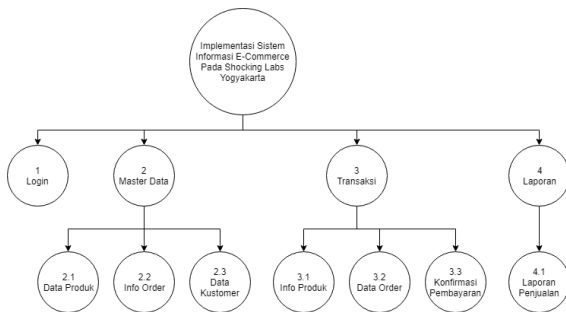 Implementasi Sistem
Informasi E-Commerce
Pada Shocking Labs
Yogyakarta
1
Login
2
Master Data
3
Transaksi
4
Laporan
2.1
Data Produk
2.2
Info Order
2.3
Data
Kustomer
3.1
Info Produk
3.2
Data Order
3.3
Konfirmasi
Pembayaran
4.1
Laporan
Penjualan